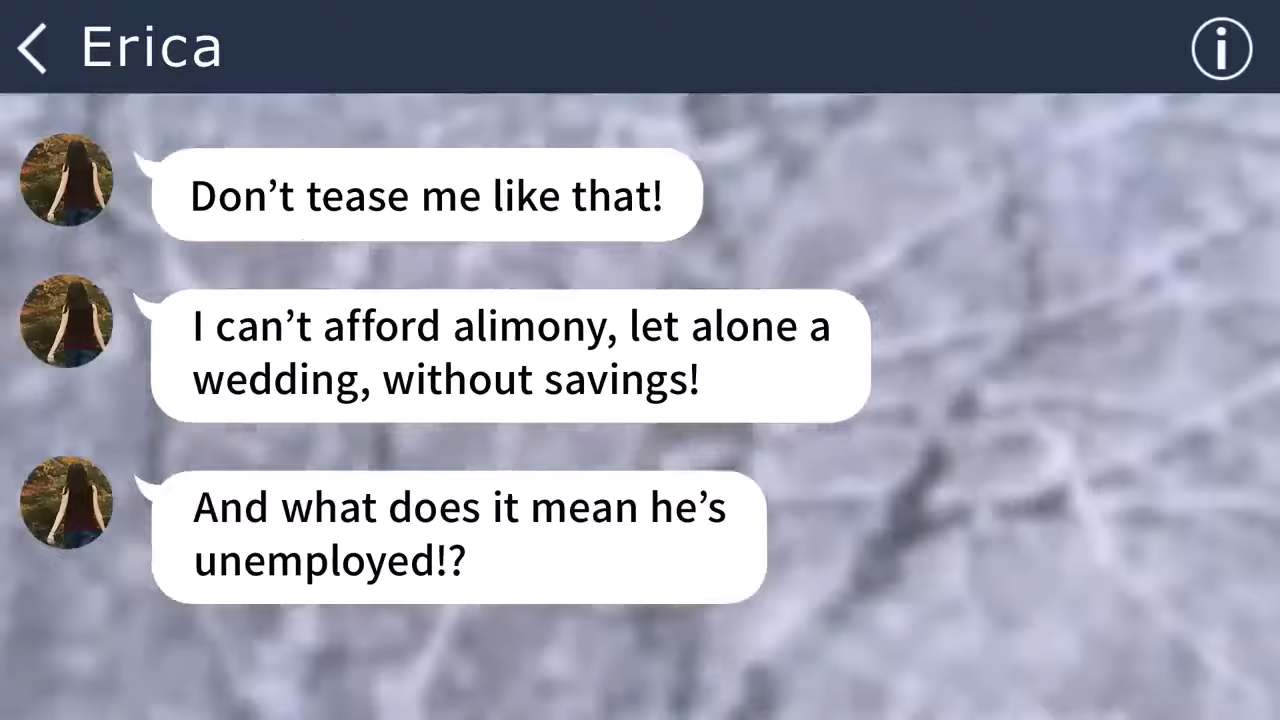 Erica
Don’t tease me like that!
I can’t afford alimony, let alone a
wedding, without savings!
And what does it mean he’s
unemployed!?